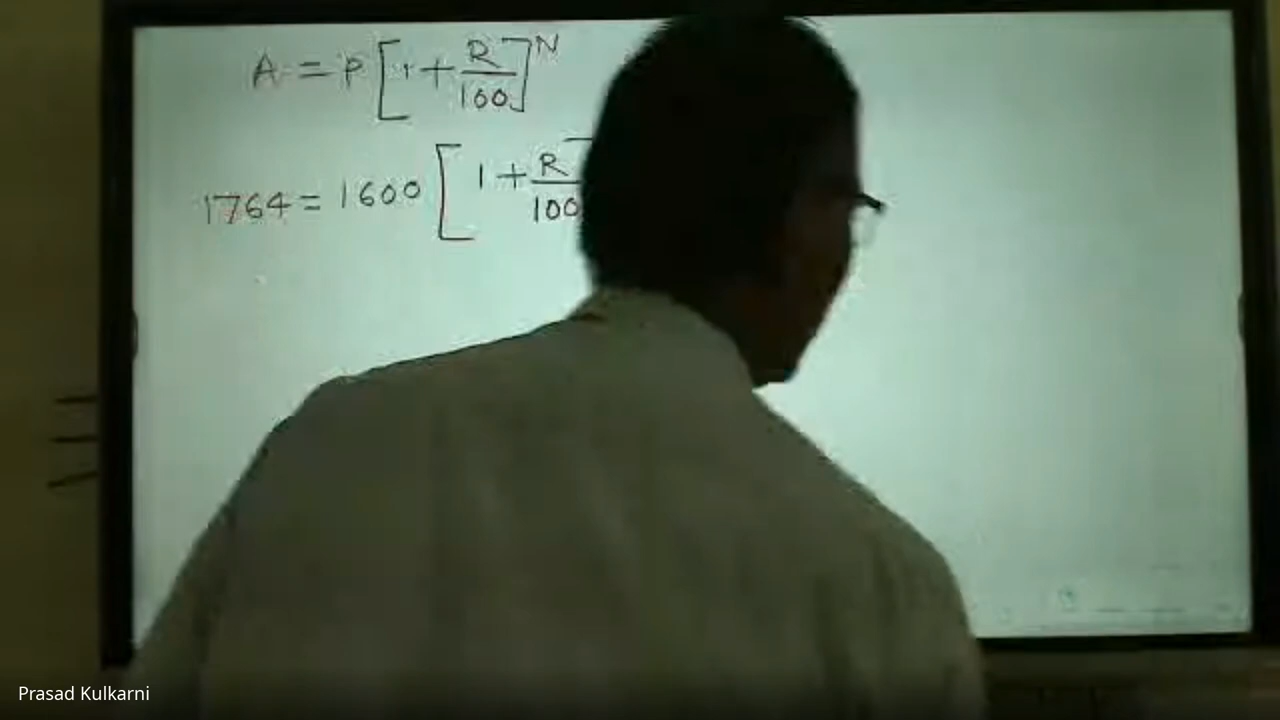 A = P [1 + R/100]^N
1764 = 1600 [1 + R/100
Prasad Kulkarni